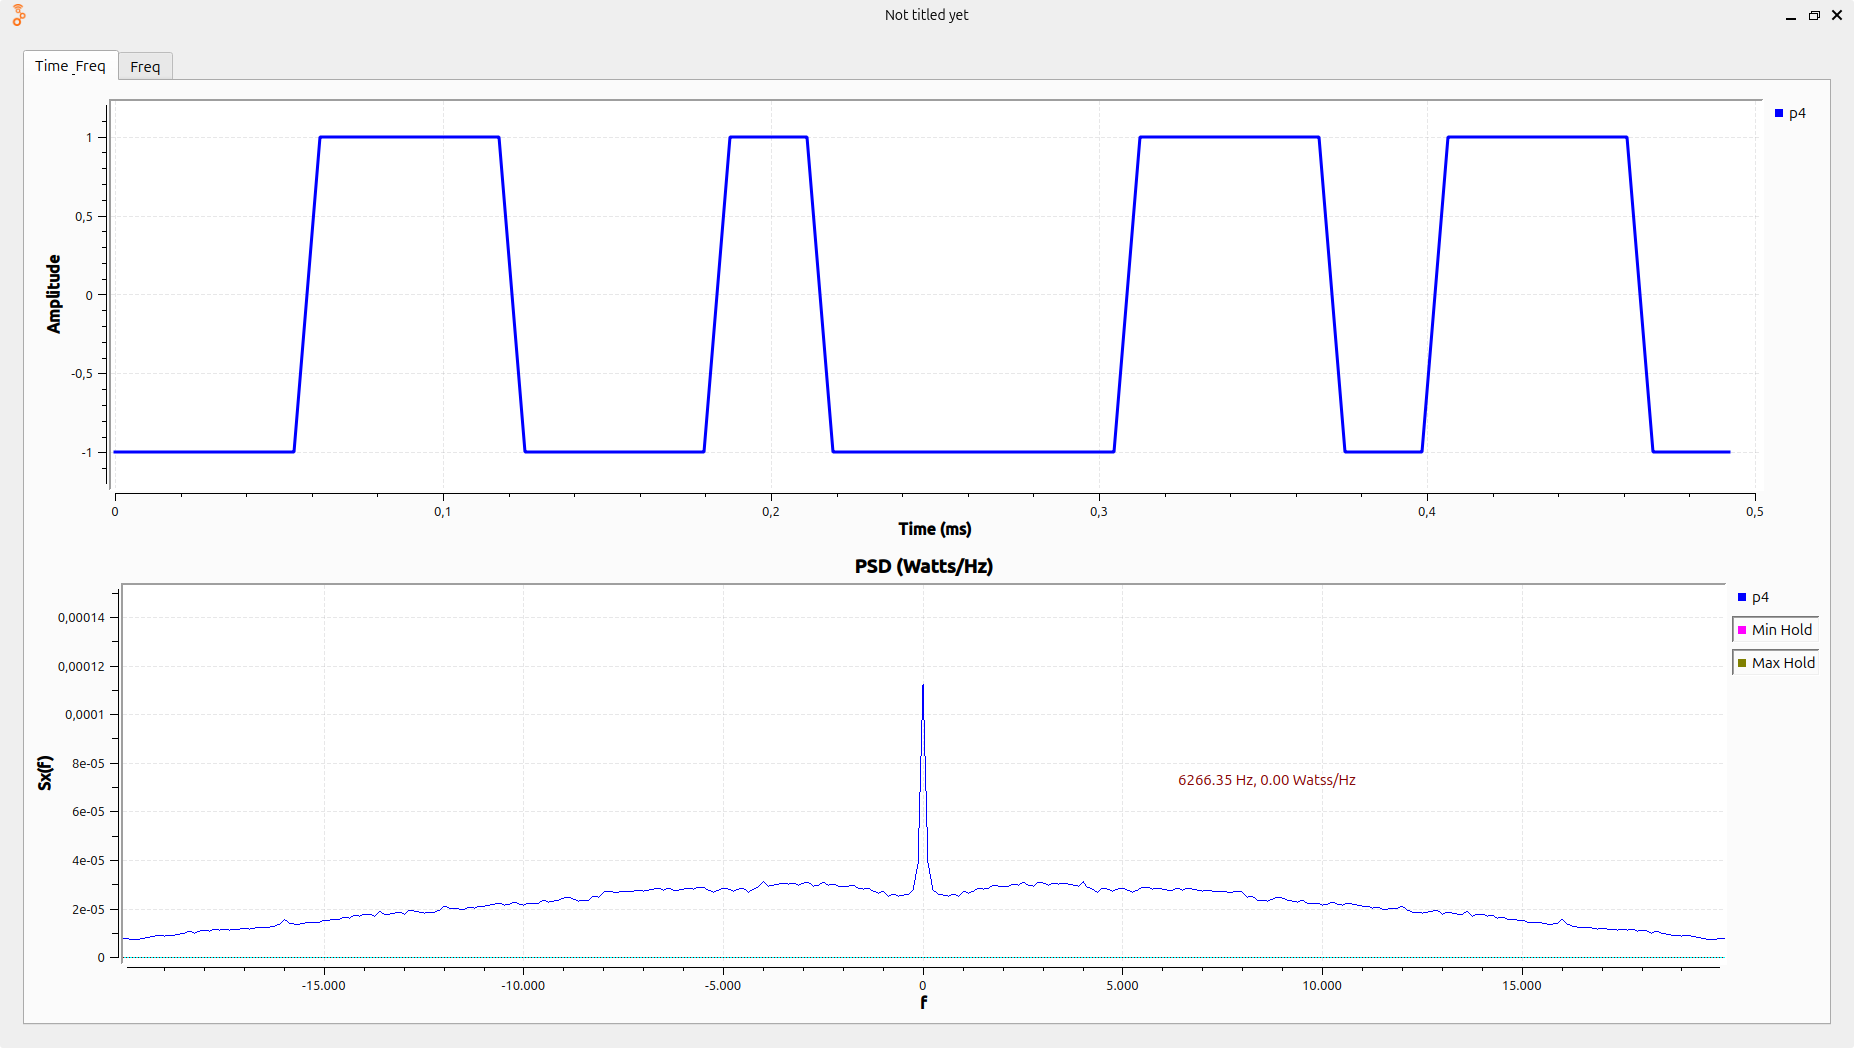 Not titled yet
Time_Freq
Freq
1
0,5
0
-0,5
-1
Amplitude
p4
0
0,1
0,2
0,3
0,4
0,5
Time (ms)
PSD (Watts/Hz)
0,00014
0,00012
0,0001
8e-05
6e-05
4e-05
2e-05
0
Sx(f)
p4
Min Hold
Max Hold
6266.35 Hz, 0.00 Watss/Hz
-15.000
-10.000
-5.000
0
5.000
10.000
15.000
f